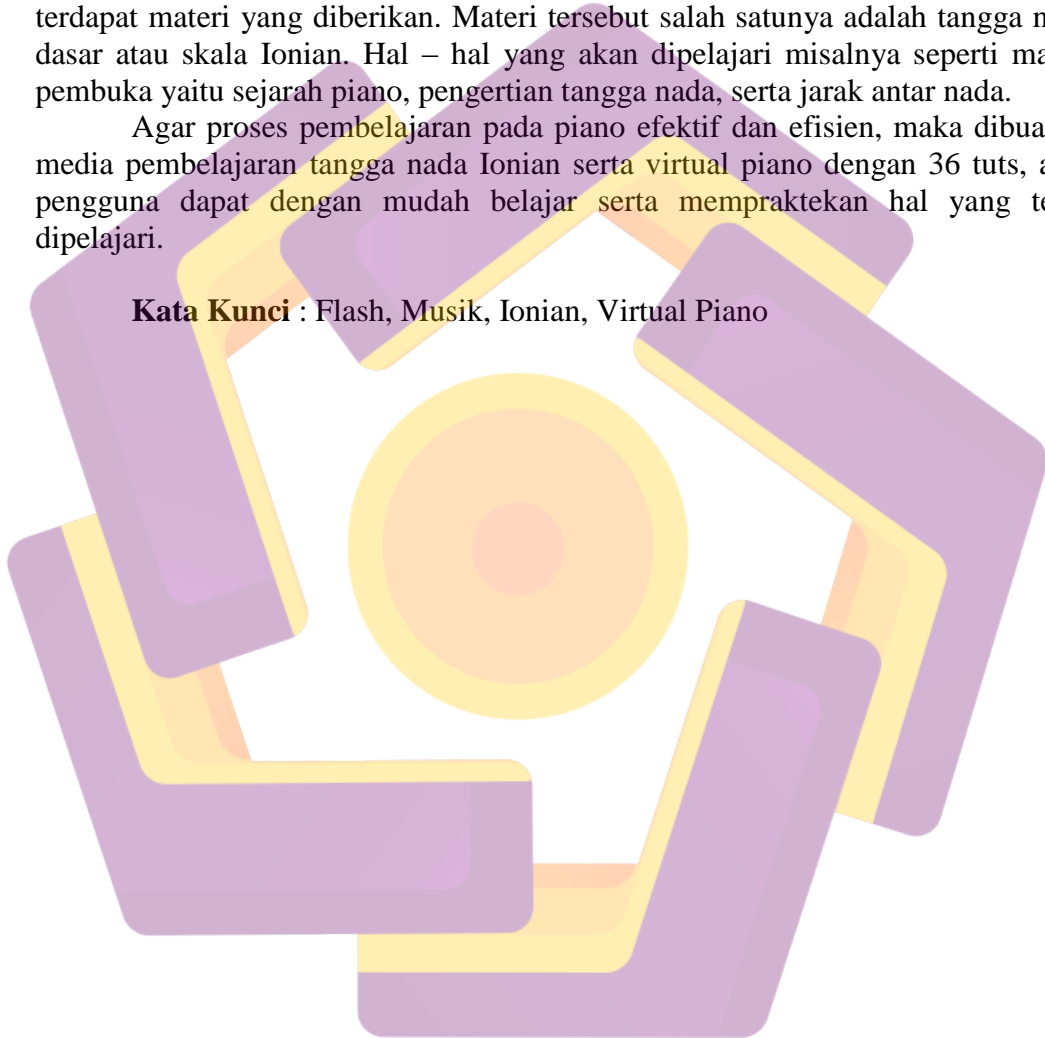 terdapat materi yang diberikan. Materi tersebut salah satunya adalah tangga n
dasar atau skala Ionian. Hal – hal yang akan dipelajari misalnya seperti ma
pembuka yaitu sejarah piano, pengertian tangga nada, serta jarak antar nada.
Agar proses pembelajaran pada piano efektif dan efisien, maka dibua
media pembelajaran tangga nada Ionian serta virtual piano dengan 36 tuts, a
pengguna dapat dengan mudah belajar serta mempraktekan hal yang te
dipelajari.
Kata Kunci : Flash, Musik, Ionian, Virtual Piano